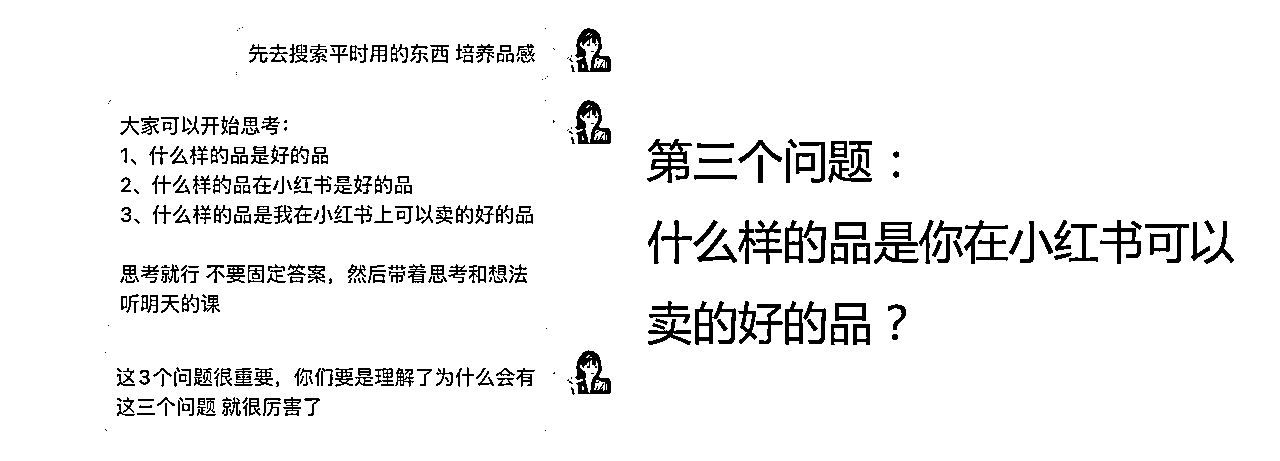 先去搜索平时用的东西 培养品感
大家可以开始思考：
1、什么样的品是好的品
2、什么样的品在小红书是好的品
3、什么样的品是我在小红书上可以卖的好的品
思考就行 不要固定答案，然后带着思考和想法
听明天的课
这3个问题很重要，你们要是理解了为什么会有
这三个问题 就很厉害了
第三个问题：
什么样的品是你在小红书可以
卖的好的品？